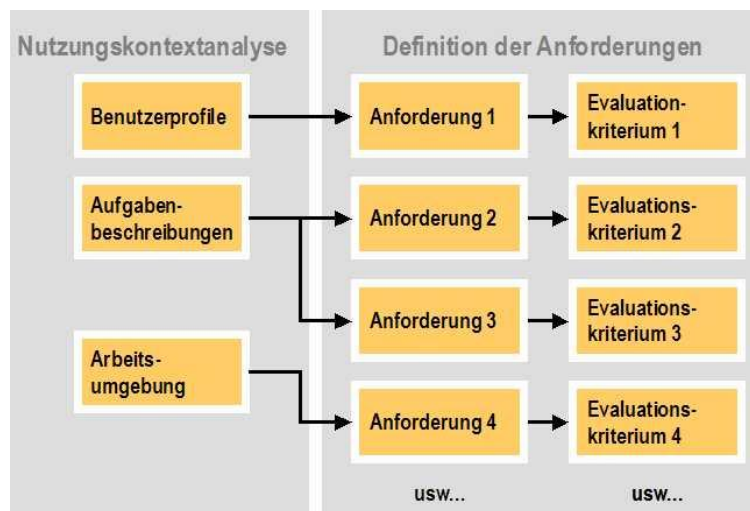 Nutzungskontextanalyse
Definition der Anforderungen
Benutzerprofile
Anforderung 1
Evaluation-
kriterium 1
Aufgaben-
beschreibungen
Anforderung 2
Evaluations-
kriterium 2
Anforderung 3
Evaluations-
kriterium 3
Arbeits-
umgebung
Anforderung 4
Evaluations-
kriterium 4
usw...
usw...